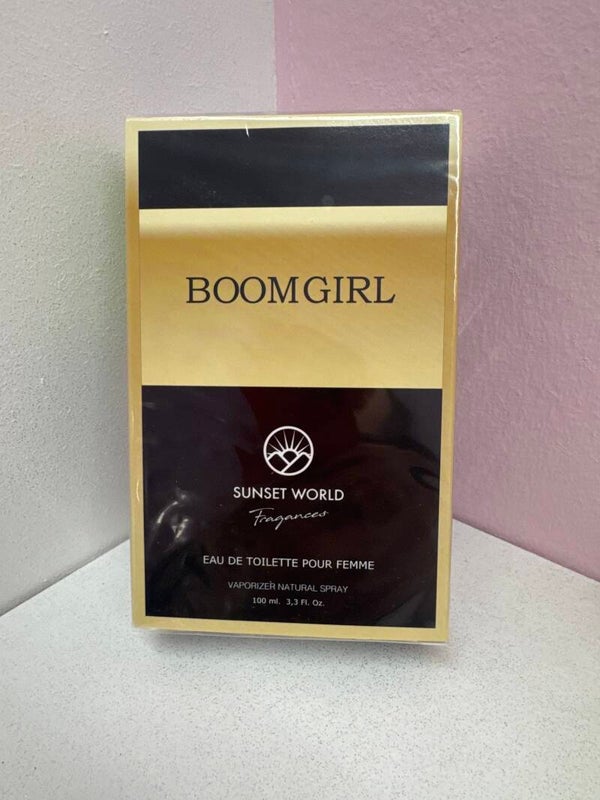 BOOMGIRL
SUNSET WORLD
Fragances
EAU DE TOILETTE POUR FEMME
VAPORIZER NATURAL SPRAY
100 ml. 3,3 Fl. Oz.